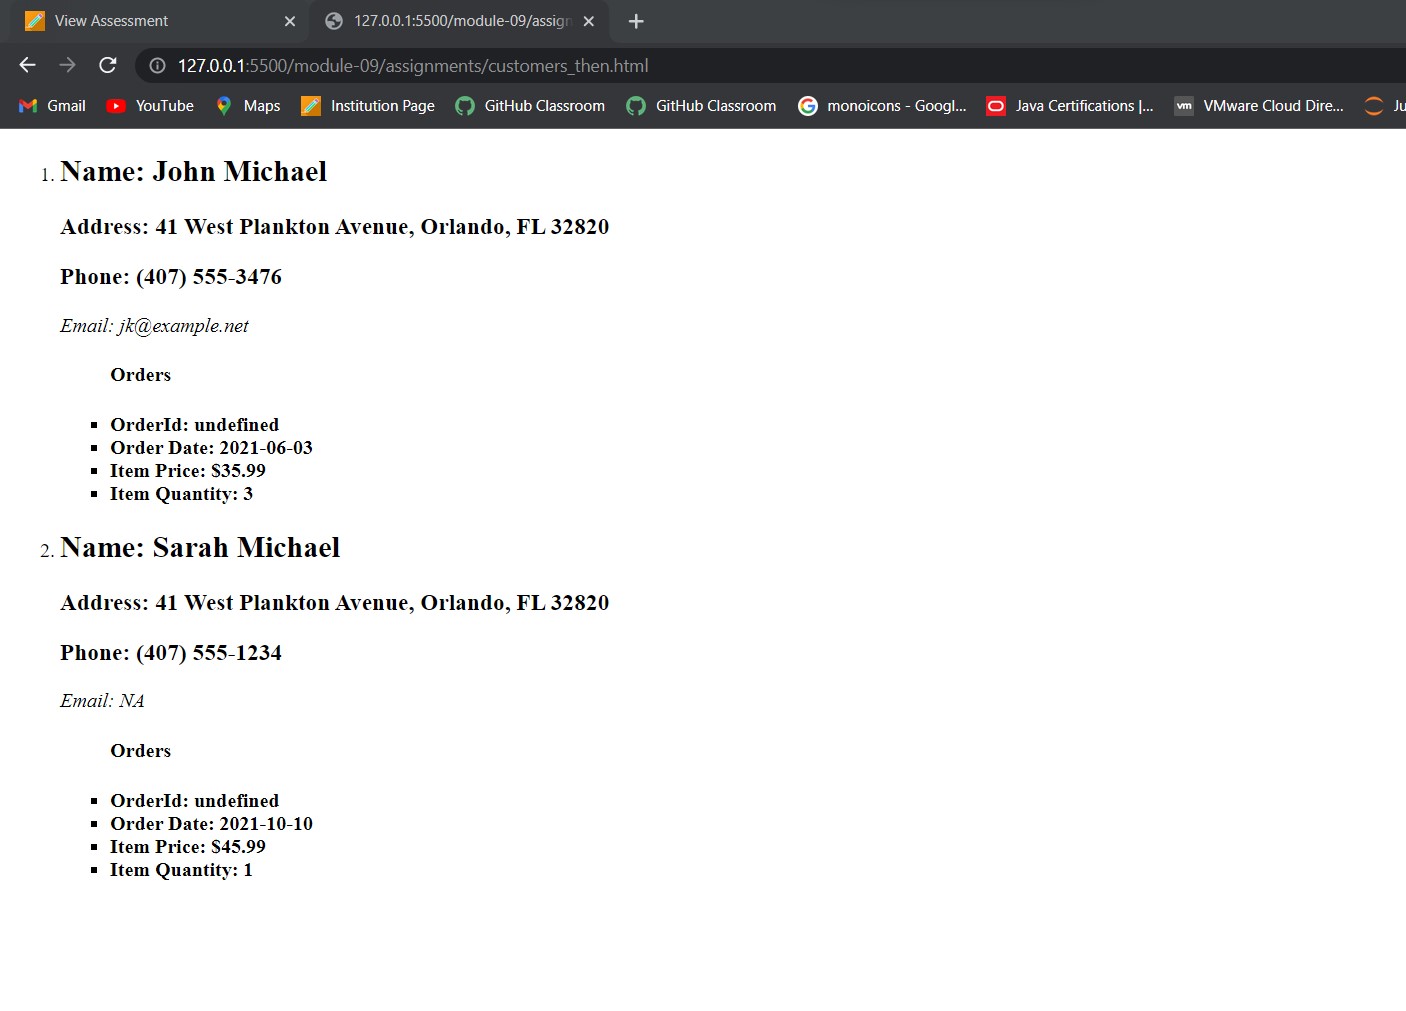 View Assessment
127.0.0.1:5500/module-09/assign
127.0.0.1:5500/module-09/assignments/customers_then.html
Gmail YouTube Maps Institution Page GitHub Classroom GitHub Classroom monoicons - Googl... Java Certifications |... vm VMware Cloud Dire... Ju
1. Name: John Michael
Address: 41 West Plankton Avenue, Orlando, FL 32820
Phone: (407) 555-3476
Email: jk@example.net
Orders
OrderId: undefined
Order Date: 2021-06-03
Item Price: $35.99
Item Quantity: 3
2. Name: Sarah Michael
Address: 41 West Plankton Avenue, Orlando, FL 32820
Phone: (407) 555-1234
Email: NA
Orders
OrderId: undefined
Order Date: 2021-10-10
Item Price: $45.99
Item Quantity: 1